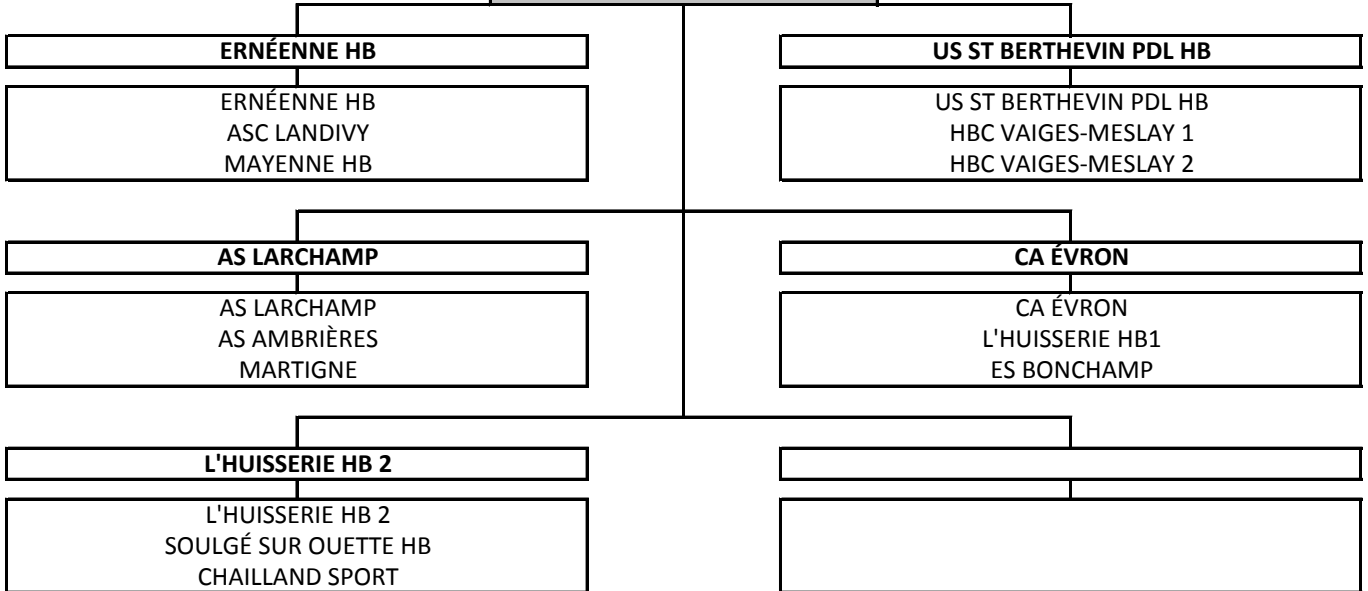 ERNÉENNE HB
ERNÉENNE HB
ASC LANDIVY
MAYENNE HB
US ST BERTHEVIN PDL HB
US ST BERTHEVIN PDL HB
HBC VAIGES-MESLAY 1
HBC VAIGES-MESLAY 2
AS LARCHAMP
AS LARCHAMP
AS AMBRIÈRES
MARTIGNE
CA ÉVRON
CA ÉVRON
L'HUISSERIE HB1
ES BONCHAMP
L'HUISSERIE HB 2
L'HUISSERIE HB 2
SOULGÉ SUR OUETTE HB
CHAILLAND SPORT